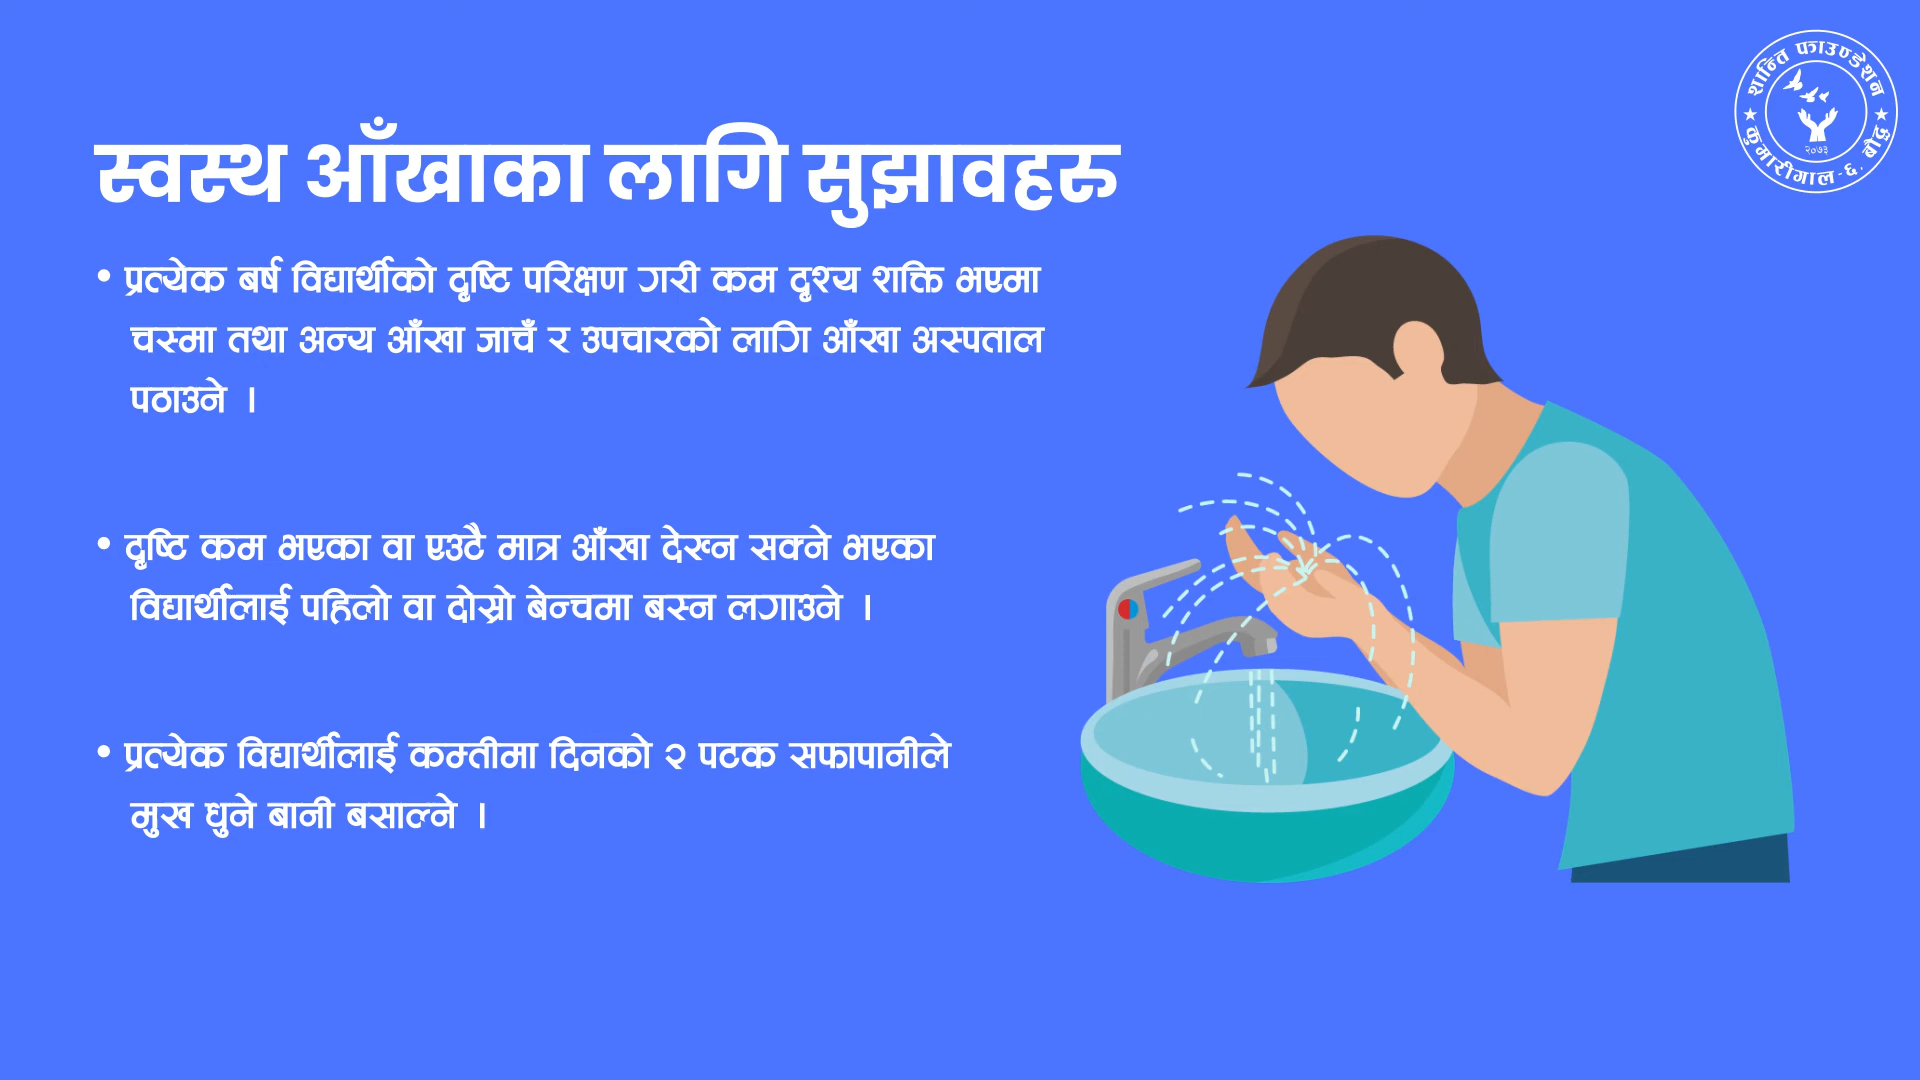 स्वस्थ आँखाका लागि सुझावहरु
• प्रत्येक बर्ष विद्यार्थीको दृष्टि परिक्षण गरी कम दृश्य शक्ति भएमा
चस्मा तथा अन्य आँखा जाचँ र उपचारको लागि आँखा अस्पताल
पठाउने ।
• दृष्टि कम भएका वा एउटै मात्र आँखा देख्न सक्ने भएका
विद्यार्थीलाई पहिलो वा दोस्रो बेन्चमा बस्न लगाउने ।
• प्रत्येक विद्यार्थीलाई कम्तीमा दिनको २ पटक सफापानीले
मुख धुने बानी बसाल्ने ।
शान्ति फाउण्डेशन
२०७३
कुमारीगाल-६, बौद्ध